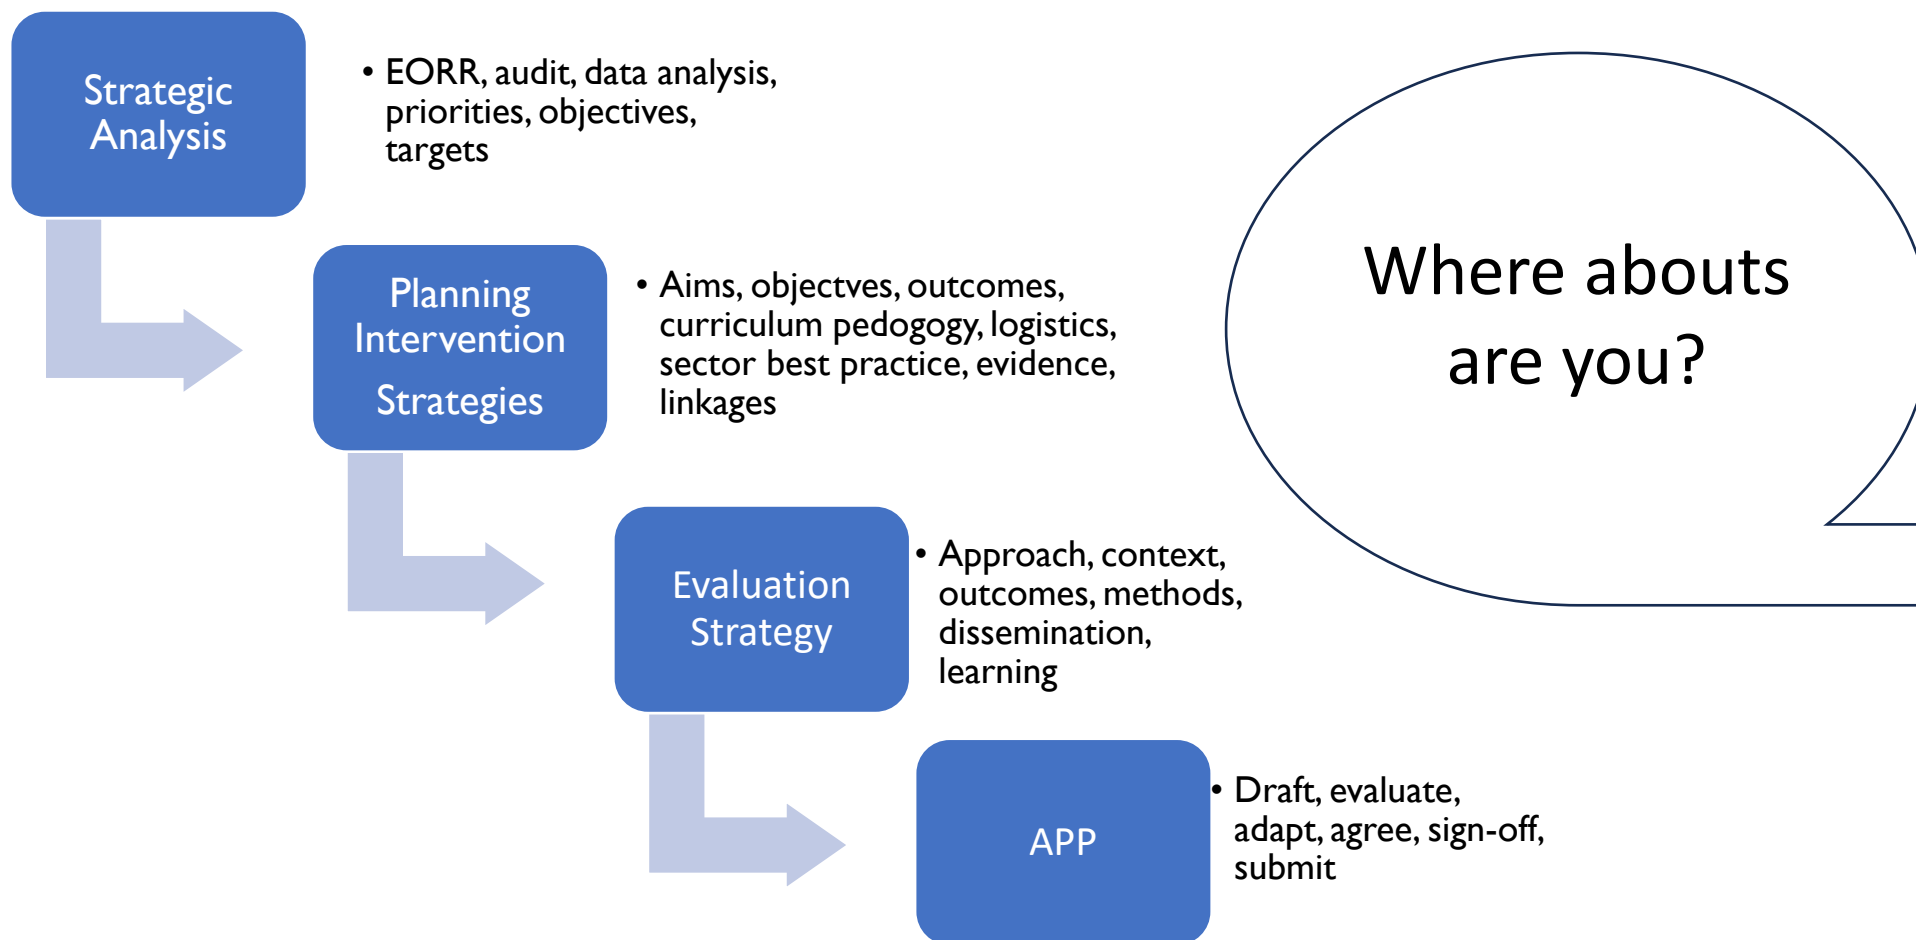 Strategic
Analysis
• EORR, audit, data analysis,
priorities, objectives,
targets
Planning
Intervention
Strategies
• Aims, objectves, outcomes,
curriculum pedogogy, logistics,
sector best practice, evidence,
linkages
Evaluation
Strategy
• Approach, context,
outcomes, methods,
dissemination,
learning
APP
• Draft, evaluate,
adapt, agree, sign-off,
submit
Where abouts
are you?